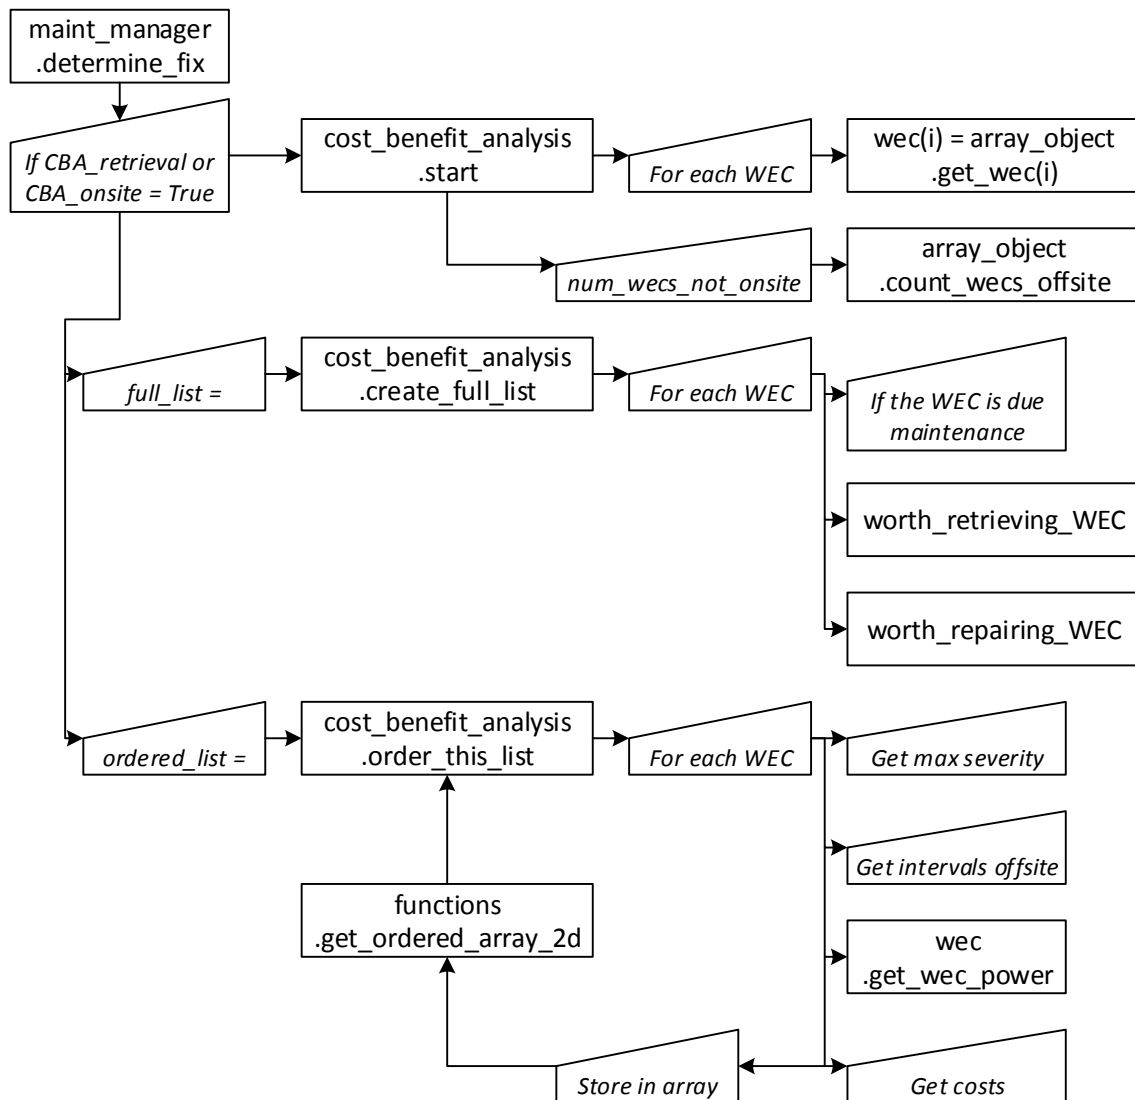 maint_manager
.determine_fix
If CBA_retrieval or
CBA_onsite = True
cost_benefit_analysis
.start
For each WEC
wec(i) = array_object
.get_wec(i)
num_wecs_not_onsite
array_object
.count_wecs_offsite
full_list =
cost_benefit_analysis
.create_full_list
For each WEC
If the WEC is due
maintenance
worth_retrieving_WEC
worth_repairing_WEC
ordered_list =
cost_benefit_analysis
.order_this_list
For each WEC
Get max severity
Get intervals offsite
functions
.get_ordered_array_2d
wec
.get_wec_power
Store in array
Get costs